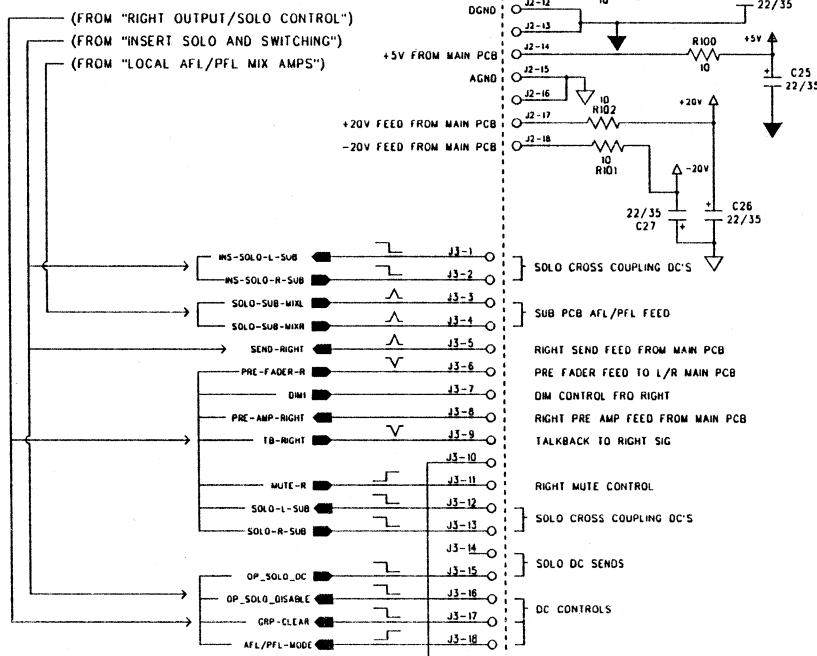 (FROM "RIGHT OUTPUT/SOLO CONTROL")
(FROM "INSERT SOLO AND SWITCHING")
(FROM "LOCAL AFL/PFL MIX AMPS")
J2-12
10
22/35
DGND
J2-13
+5V FROM MAIN PCB
J2-14
R100
10
+5V
C25
22/35
AGND
J2-15
J2-16
+20V FEED FROM MAIN PCB
J2-17
10
R102
+20V
-20V FEED FROM MAIN PCB
J2-18
10
R101
-20V
22/35
C27
C26
22/35
INS-SOLO-L-SUB
J3-1
INS-SOLO-R-SUB
J3-2
SOLO CROSS COUPLING DC'S
SOLO-SUB-MIXL
J3-3
SOLO-SUB-MIXR
J3-4
SUB PCB AFL/PFL FEED
SEND-RIGHT
J3-5
RIGHT SEND FEED FROM MAIN PCB
PRE-FADER-R
J3-6
PRE FADER FEED TO L/R MAIN PCB
DIM1
J3-7
DIM CONTROL FRO RIGHT
PRE-AMP-RIGHT
J3-8
RIGHT PRE AMP FEED FROM MAIN PCB
TB-RIGHT
J3-9
TALKBACK TO RIGHT SIG
J3-10
MUTE-R
J3-11
RIGHT MUTE CONTROL
SOLO-L-SUB
J3-12
SOLO-R-SUB
J3-13
SOLO CROSS COUPLING DC'S
J3-14
OP_SOLO_DC
J3-15
SOLO DC SENDS
OP_SOLO_DISABLE
J3-16
GRP-CLEAR
J3-17
DC CONTROLS
AFL/PFL-MODE
J3-18